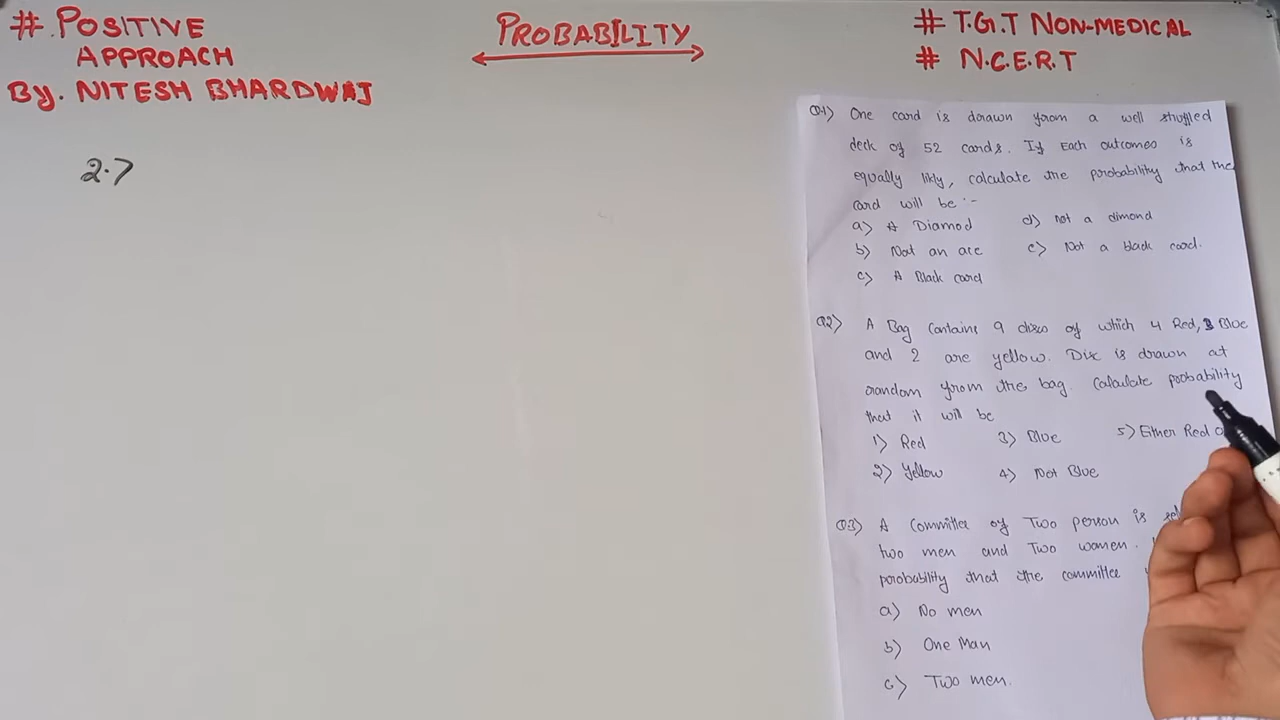 # POSITIVE
APPROACH
By. NITESH BHARDWAJ
PROBABILITY
# T.G.T NON-MEDICAL
# N.C.E.R.T
2.7
Q1) One card is drawn from a well shuffled
deck of 52 cards. If Each outcomes is
equally likly, calculate the probability that the
card will be :-
a) A Diamod d) not a dimond
b) Not an ace e) Not a black card.
c) A Black card
Q2) A Bag Contains 9 discs of which 4 Red, 3 Blue
and 2 are yellow. Disc is drawn at
random from the bag. Calculate probability
that it will be
1) Red 3) Blue 5) Either Red
2) Yellow 4) Not Blue
Q3) A Committee of Two person is
two men and Two women.
probability that the committee
a) No men
b) One Man
c) Two men.